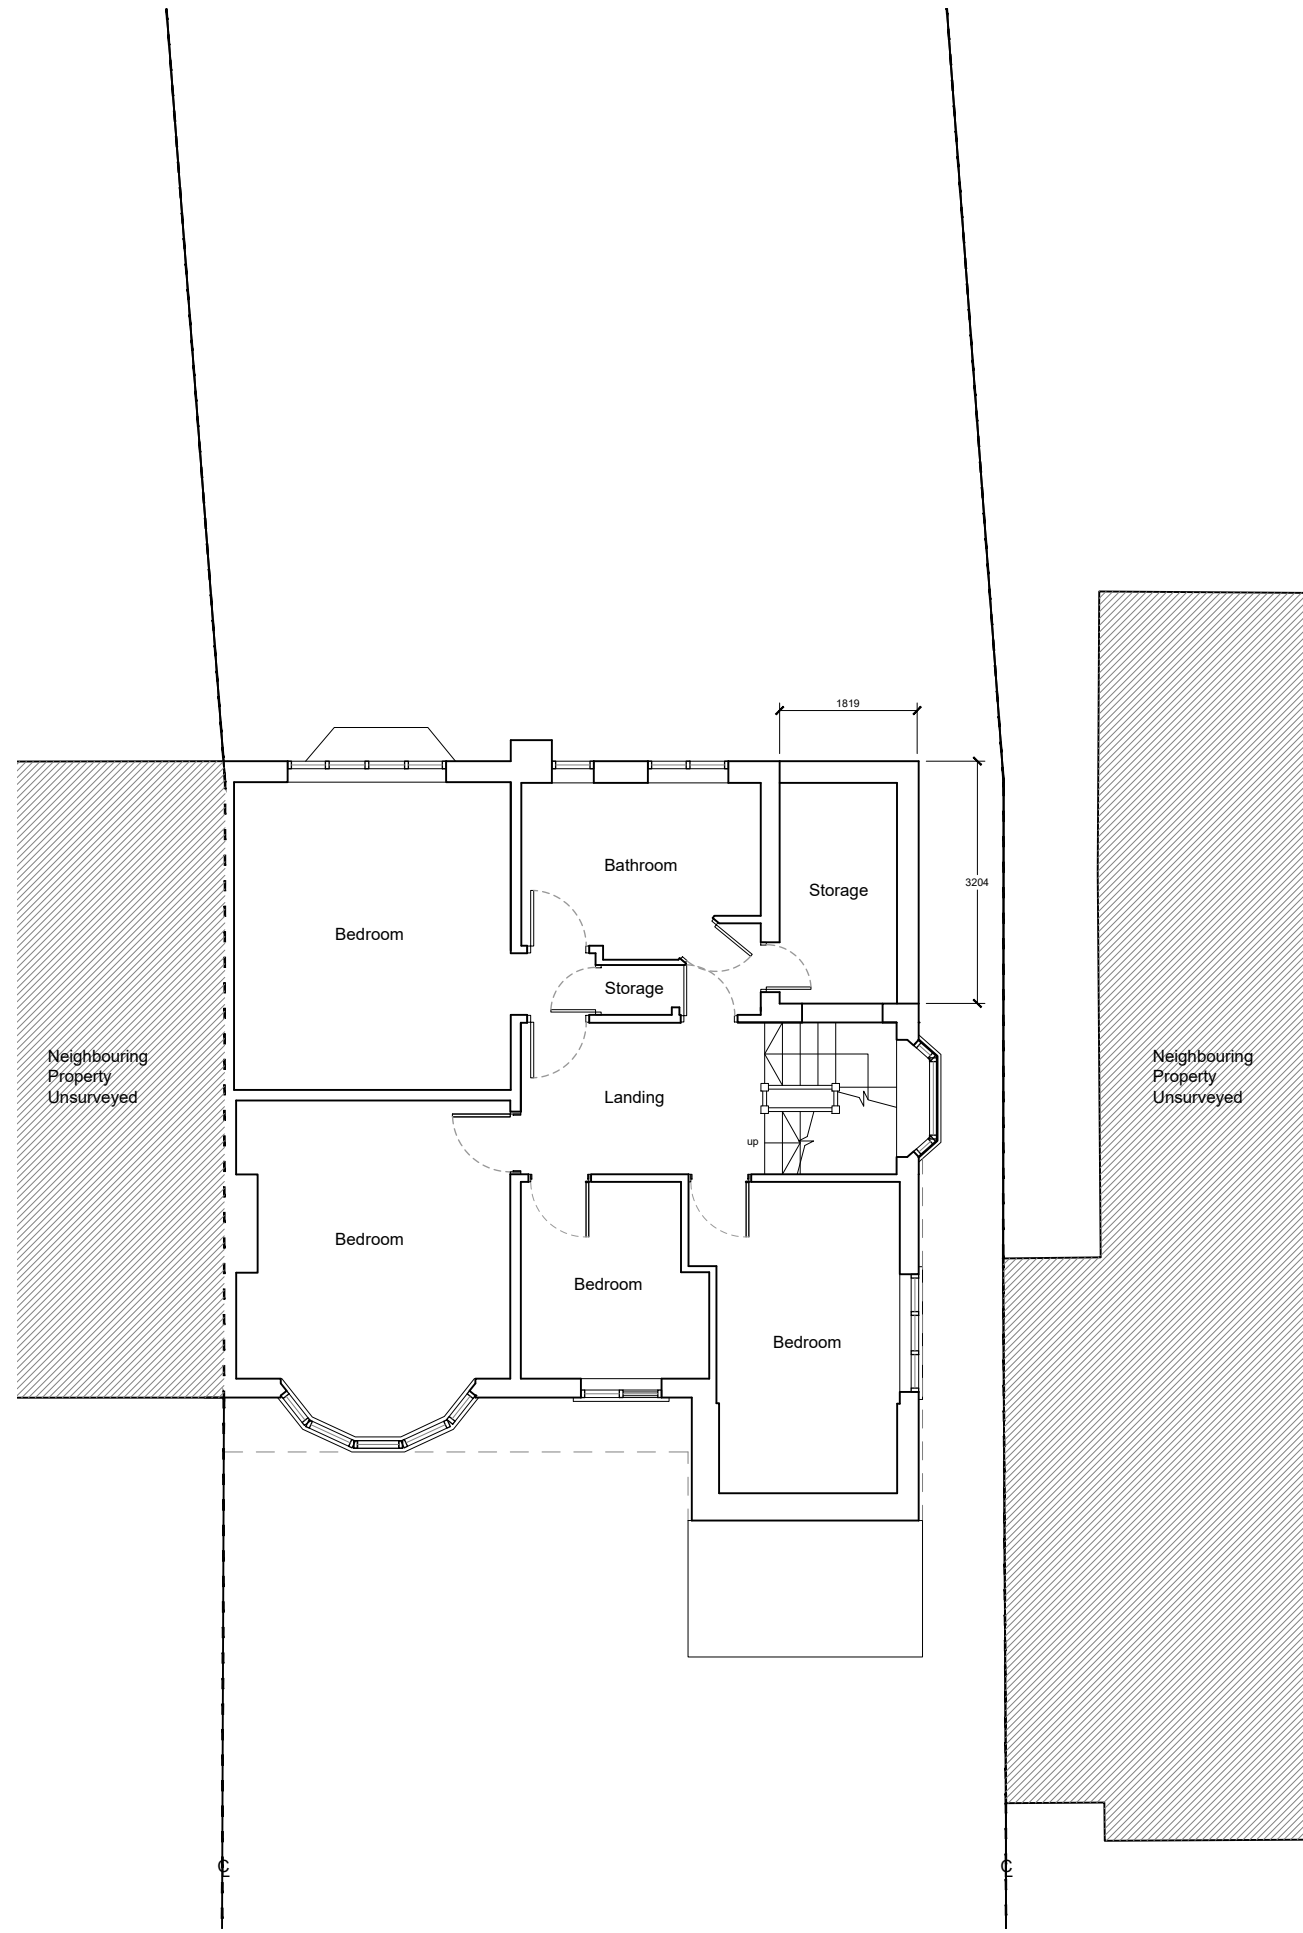 1819
3204
Bathroom
Storage
Bedroom
Storage
Neighbouring
Property
Unsurveyed
Landing
Neighbouring
Property
Unsurveyed
up
Bedroom
Bedroom
Bedroom
℄
℄